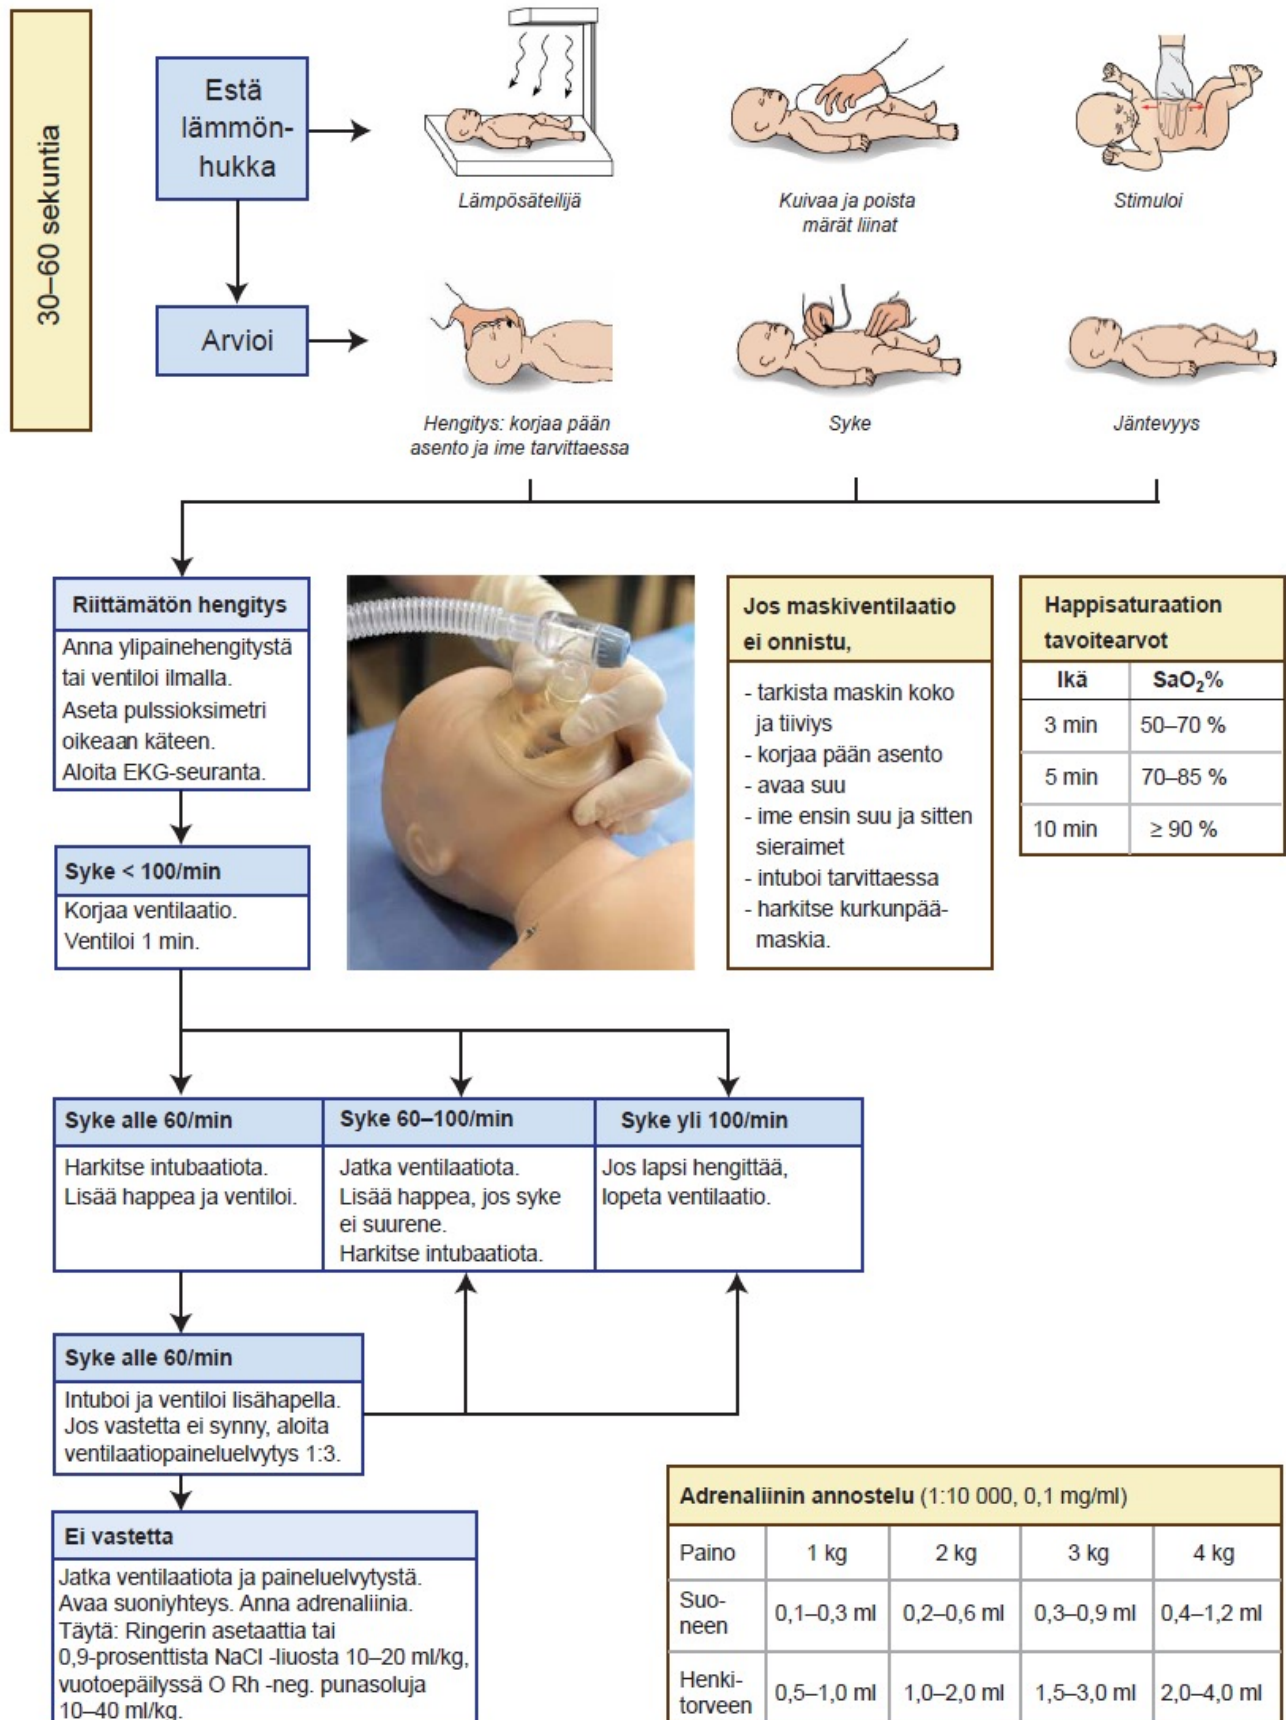 30–60 sekuntia
Estä
lämmön-
hukka
Lämpösäteilijä
Kuivaa ja poista
märät liinat
Stimuloi
Arvioi
Hengitys: korjaa pään
asento ja ime tarvittaessa
Syke
Jäntevyys
Riittämätön hengitys
Anna ylipainehengitystä
tai ventiloi ilmalla.
Aseta pulssioksimetri
oikeaan käteen.
Aloita EKG-seuranta.
Jos maskiventilaatio
ei onnistu,
- tarkista maskin koko
ja tiiviys
- korjaa pään asento
- avaa suu
- ime ensin suu ja sitten
sieraimet
- intuboi tarvittaessa
- harkitse kurkunpää-
maskia.
Happisaturaation
tavoitearvot
Ikä SaO₂%
3 min 50–70 %
5 min 70–85 %
10 min ≥ 90 %
Syke < 100/min
Korjaa ventilaatio.
Ventiloi 1 min.
Syke alle 60/min
Harkitse intubaatiota.
Lisää happea ja ventiloi.
Syke 60–100/min
Jatka ventilaatiota.
Lisää happea, jos syke
ei suurene.
Harkitse intubaatiota.
Syke yli 100/min
Jos lapsi hengittää,
lopeta ventilaatio.
Syke alle 60/min
Intuboi ja ventiloi lisähapella.
Jos vastetta ei synny, aloita
ventilaatiopaineluelvytys 1:3.
Ei vastetta
Jatka ventilaatiota ja paineluelvytystä.
Avaa suoniyhteys. Anna adrenaliinia.
Täytä: Ringerin asetaattia tai
0,9-prosenttista NaCl -liuosta 10–20 ml/kg,
vuotoepäilyssä O Rh -neg. punasoluja
10–40 ml/kg.
Adrenaliinin annostelu (1:10 000, 0,1 mg/ml)
Paino 1 kg 2 kg 3 kg 4 kg
Suo-
neen 0,1–0,3 ml 0,2–0,6 ml 0,3–0,9 ml 0,4–1,2 ml
Henki-
torveen 0,5–1,0 ml 1,0–2,0 ml 1,5–3,0 ml 2,0–4,0 ml